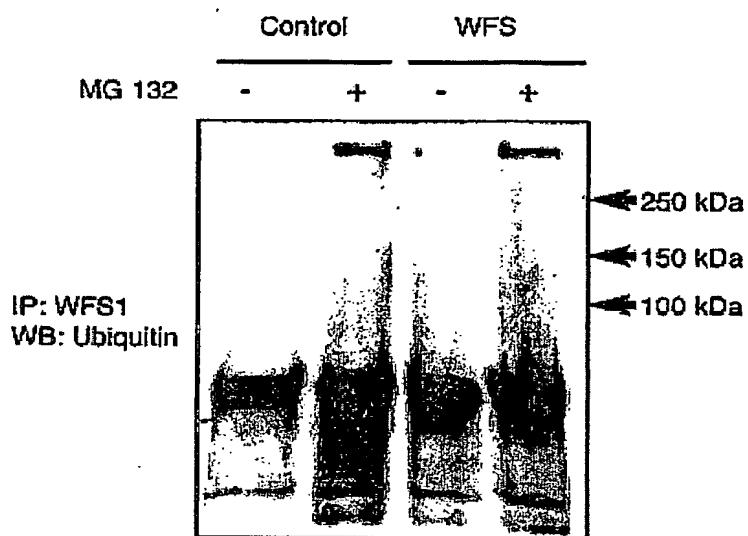 Control WFS
MG 132 - + - +
250 kDa
150 kDa
100 kDa
IP: WFS1
WB: Ubiquitin